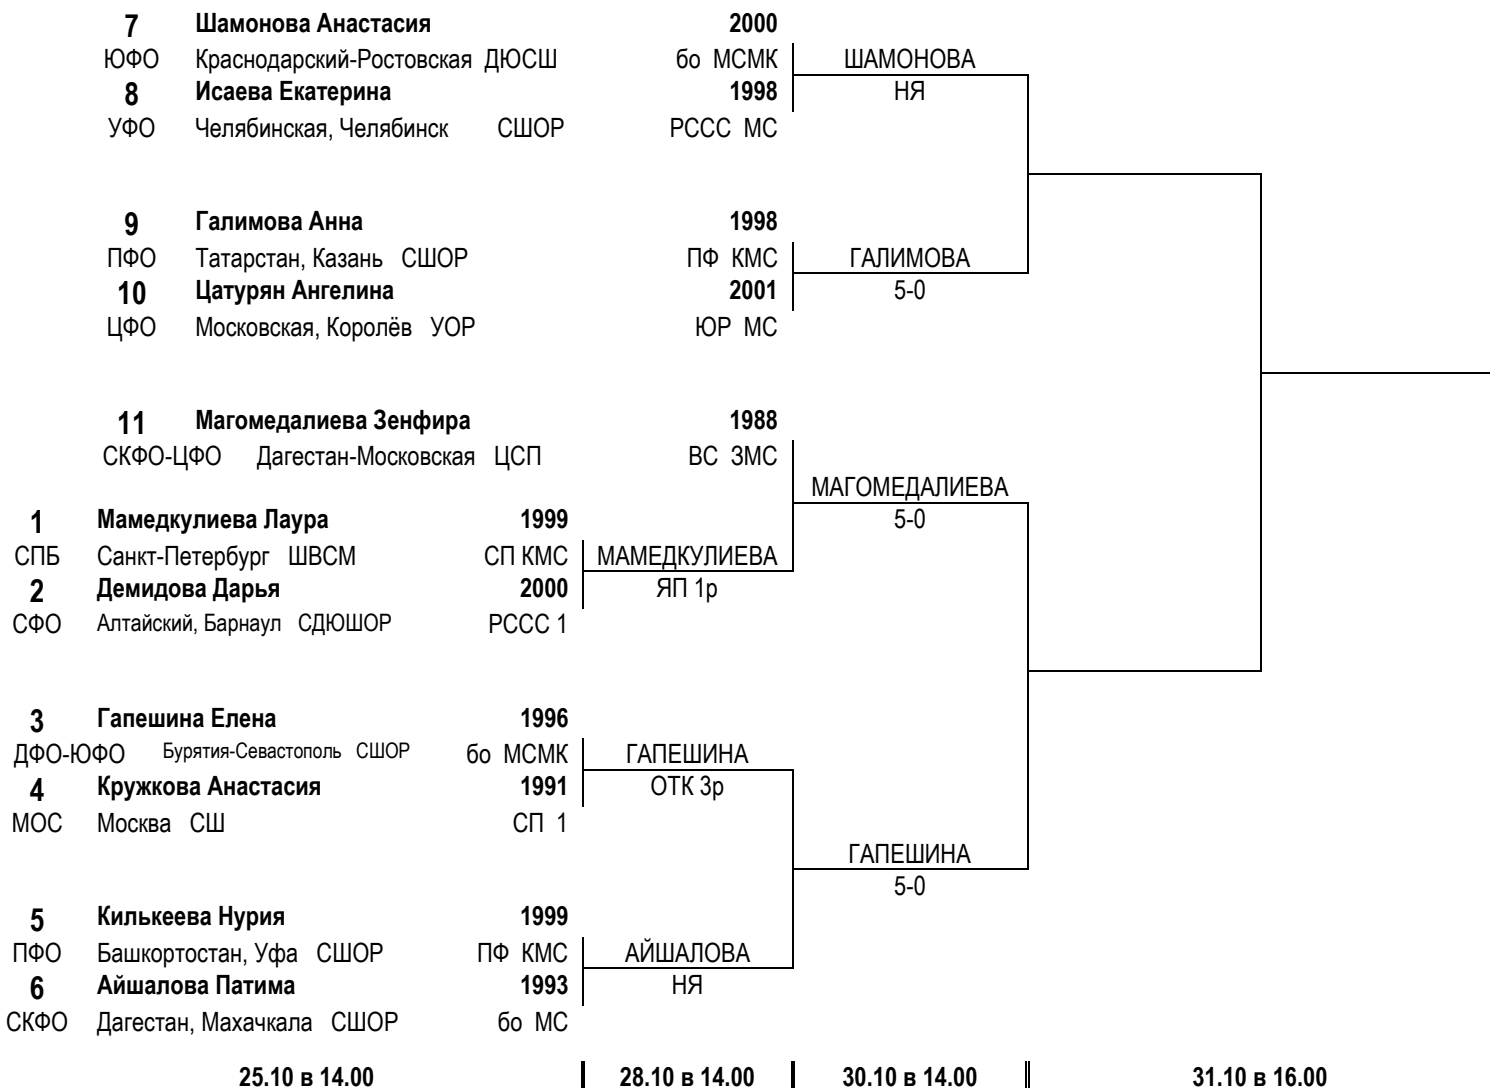 7 Шамонова Анастасия 2000
ЮФО Краснодарский-Ростовская ДЮСШ бо МСМК ШАМОНОВА
8 Исаева Екатерина 1998 НЯ
УФО Челябинская, Челябинск СШОР РССС МС
9 Галимова Анна 1998
ПФО Татарстан, Казань СШОР ПФ КМС ГАЛИМОВА
10 Цатурян Ангелина 2001 5-0
ЦФО Московская, Королёв УОР ЮР МС
11 Магомедалиева Зенфира 1988
СКФО-ЦФО Дагестан-Московская ЦСП ВС ЗМС
МАГОМЕДАЛИЕВА
1 Мамедкулиева Лаура 1999 5-0
СПБ Санкт-Петербург ШВСМ СП КМС МАМЕДКУЛИЕВА
2 Демидова Дарья 2000 ЯП 1р
СФО Алтайский, Барнаул СДЮШОР РССС 1
3 Гапешина Елена 1996
ДФО-ЮФО Бурятия-Севастополь СШОР бо МСМК ГАПЕШИНА
4 Кружкова Анастасия 1991 ОТК 3р
МОС Москва СШ СП 1
ГАПЕШИНА
5-0
5 Килькеева Нурия 1999
ПФО Башкортостан, Уфа СШОР ПФ КМС АЙШАЛОВА
6 Айшалова Патима 1993 НЯ
СКФО Дагестан, Махачкала СШОР бо МС
25.10 в 14.00 28.10 в 14.00 30.10 в 14.00 31.10 в 16.00